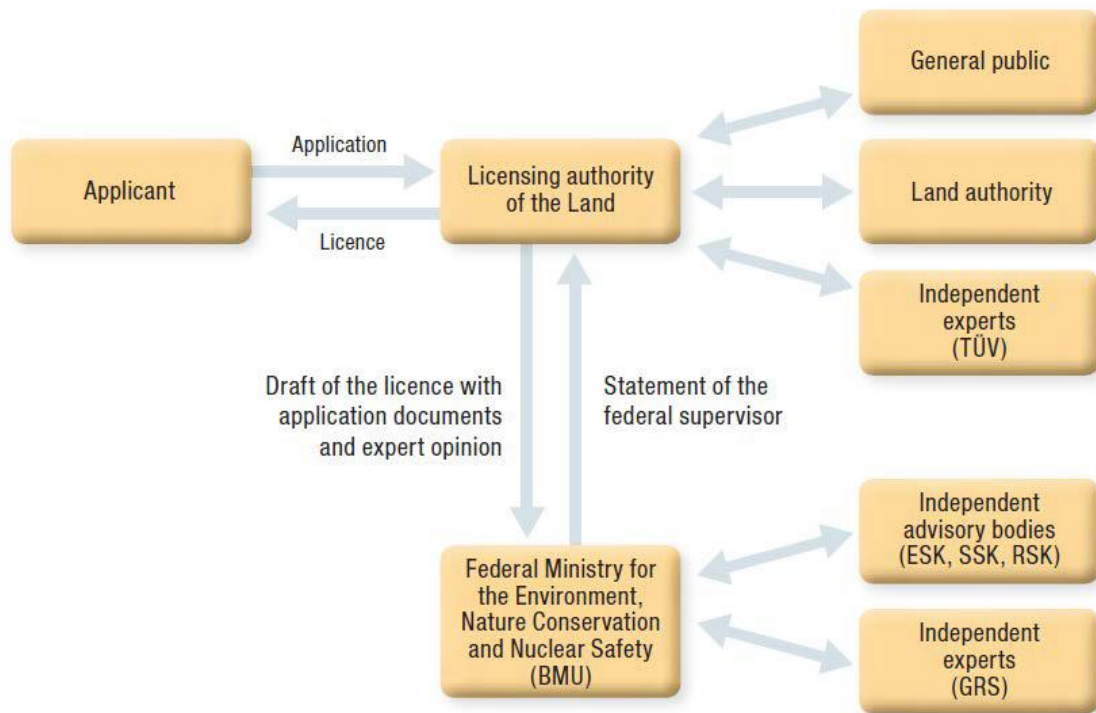 General public
Application
Applicant
Licensing authority
of the Land
Land authority
Licence
Independent
experts
(TÜV)
Draft of the licence with
application documents
and expert opinion
Statement of the
federal supervisor
Independent
advisory bodies
(ESK, SSK, RSK)
Federal Ministry for
the Environment,
Nature Conservation
and Nuclear Safety
(BMU)
Independent
experts
(GRS)